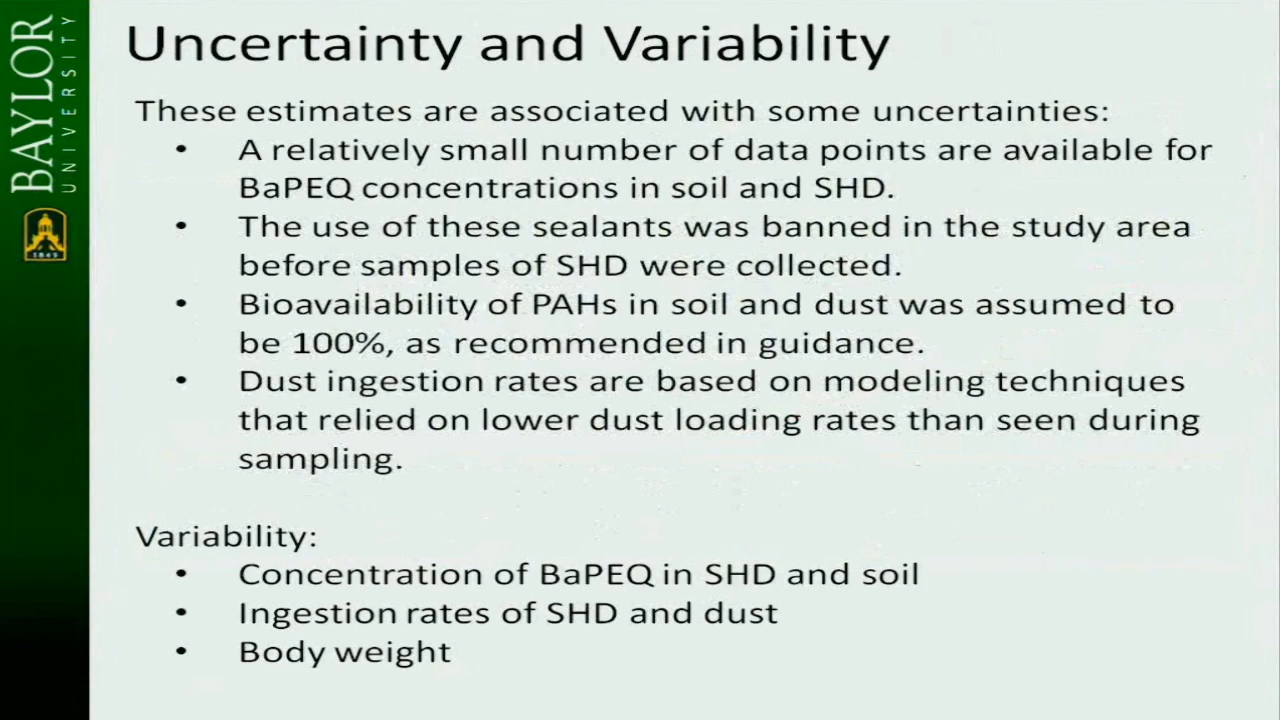 BAYLOR
UNIVERSITY
1845
Uncertainty and Variability
These estimates are associated with some uncertainties:
• A relatively small number of data points are available for
BaPEQ concentrations in soil and SHD.
• The use of these sealants was banned in the study area
before samples of SHD were collected.
• Bioavailability of PAHs in soil and dust was assumed to
be 100%, as recommended in guidance.
• Dust ingestion rates are based on modeling techniques
that relied on lower dust loading rates than seen during
sampling.
Variability:
• Concentration of BaPEQ in SHD and soil
• Ingestion rates of SHD and dust
• Body weight